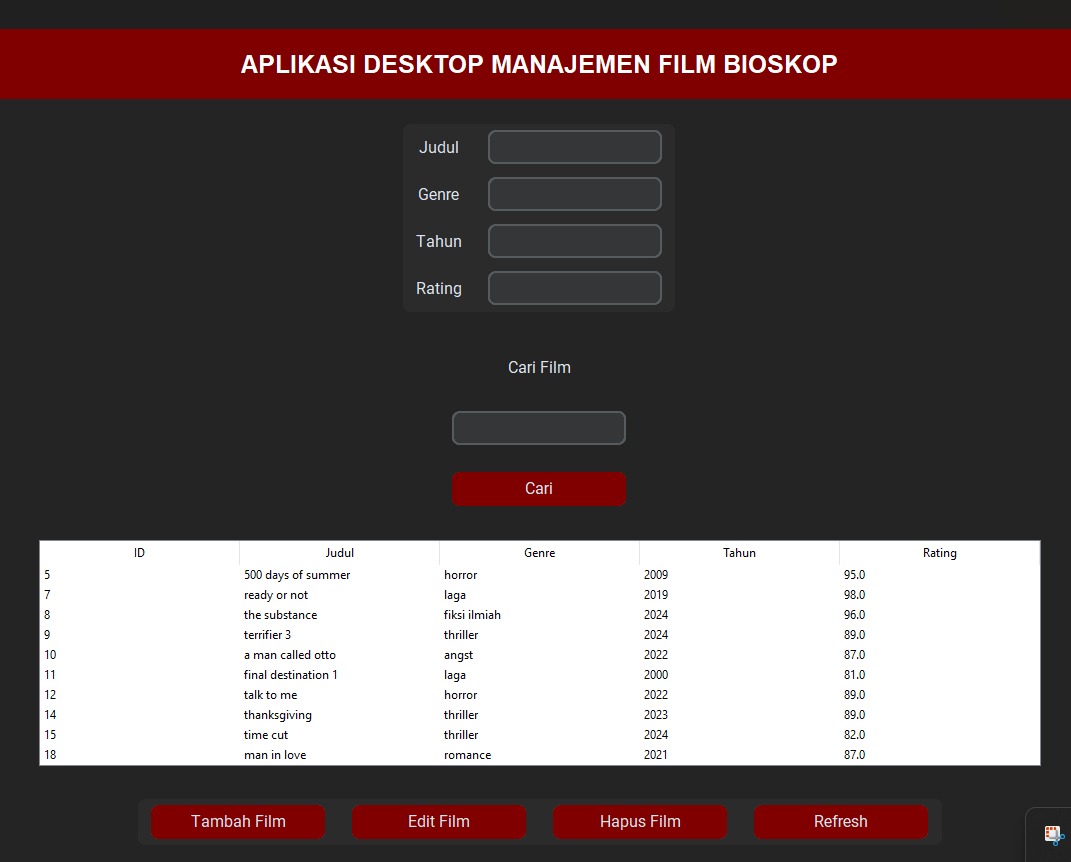 APLIKASI DESKTOP MANAJEMEN FILM BIOSKOP
Judul
Genre
Tahun
Rating
Cari Film
Cari
ID Judul Genre Tahun Rating
5 500 days of summer horror 2009 95.0
7 ready or not laga 2019 98.0
8 the substance fiksi ilmiah 2024 96.0
9 terrifier 3 thriller 2024 89.0
10 a man called otto angst 2022 87.0
11 final destination 1 laga 2000 81.0
12 talk to me horror 2022 89.0
14 thanksgiving thriller 2023 89.0
15 time cut thriller 2024 82.0
18 man in love romance 2021 87.0
Tambah Film Edit Film Hapus Film Refresh